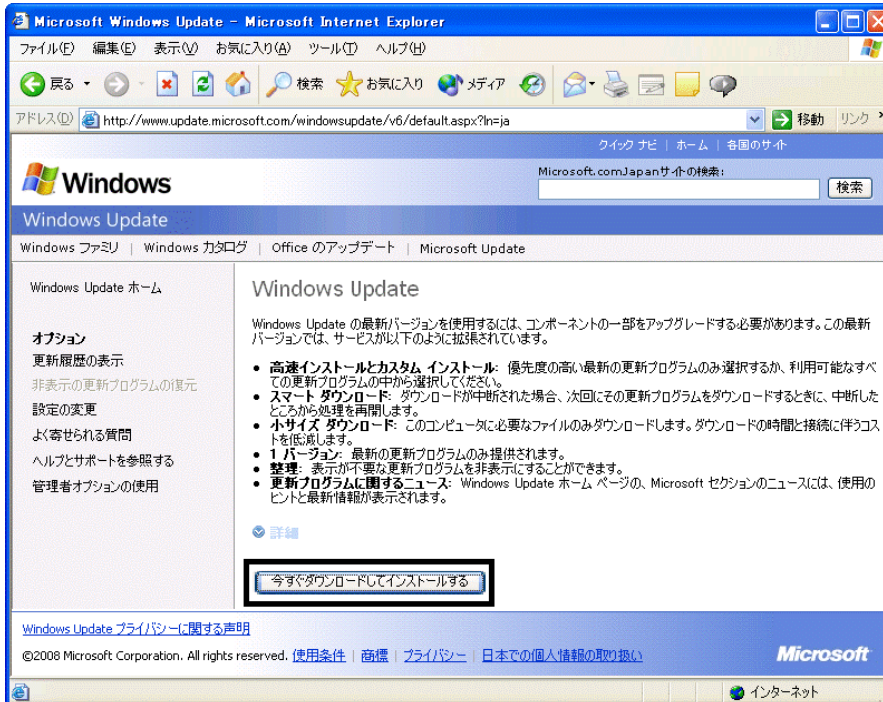 Microsoft Windows Update - Microsoft Internet Explorer
ファイル(F) 編集(E) 表示(V) お気に入り(A) ツール(T) ヘルプ(H)
戻る 検索 お気に入り メディア
アドレス(D) http://www.update.microsoft.com/windowsupdate/v6/default.aspx?ln=ja 移動 リンク
クイック ナビ | ホーム | 各国のサイト
Windows
Microsoft.comJapanサイトの検索:
検索
Windows Update
Windows ファミリ | Windows カタログ | Office のアップデート | Microsoft Update
Windows Update ホーム
オプション
更新履歴の表示
非表示の更新プログラムの復元
設定の変更
よく寄せられる質問
ヘルプとサポートを参照する
管理者オプションの使用
Windows Update
Windows Update の最新バージョンを使用するには、コンポーネントの一部をアップグレードする必要があります。この最新
バージョンでは、サービスが以下のように拡張されています。
• 高速インストールとカスタム インストール: 優先度の高い最新の更新プログラムのみ選択するか、利用可能なすべ
ての更新プログラムの中から選択してください。
• スマート ダウンロード: ダウンロードが中断された場合、次回にその更新プログラムをダウンロードするときに、中断した
ところから処理を再開します。
• 小サイズ ダウンロード: このコンピュータに必要なファイルのみダウンロードします。ダウンロードの時間と接続に伴うコス
トを低減します。
• 1 バージョン: 最新の更新プログラムのみ提供されます。
• 整理: 表示が不要な更新プログラムを非表示にすることができます。
• 更新プログラムに関するニュース: Windows Update ホーム ページの、Microsoft セクションのニュースには、使用の
ヒントと最新情報が表示されます。
詳細
今すぐダウンロードしてインストールする
Windows Update プライバシーに関する声明
©2008 Microsoft Corporation. All rights reserved. 使用条件 | 商標 | プライバシー | 日本での個人情報の取り扱い
Microsoft
インターネット